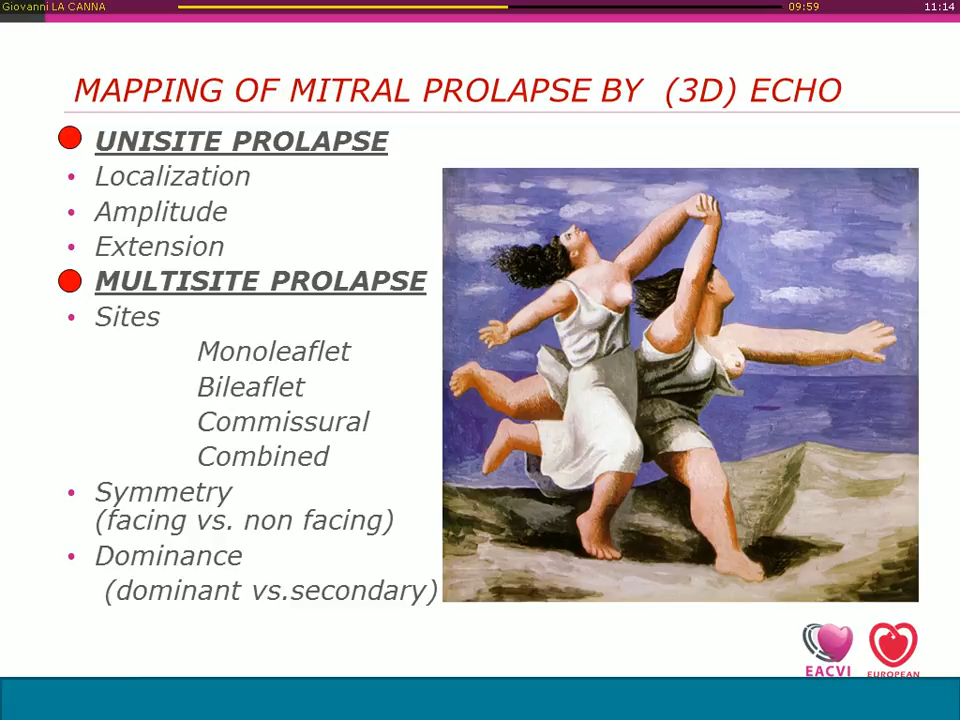 Giovanni LA CANNA 09:59 11:14
MAPPING OF MITRAL PROLAPSE BY (3D) ECHO
UNISITE PROLAPSE
• Localization
• Amplitude
• Extension
MULTISITE PROLAPSE
• Sites
Monoleaflet
Bileaflet
Commissural
Combined
• Symmetry
(facing vs. non facing)
• Dominance
(dominant vs.secondary)
EACVI
EUROPEAN